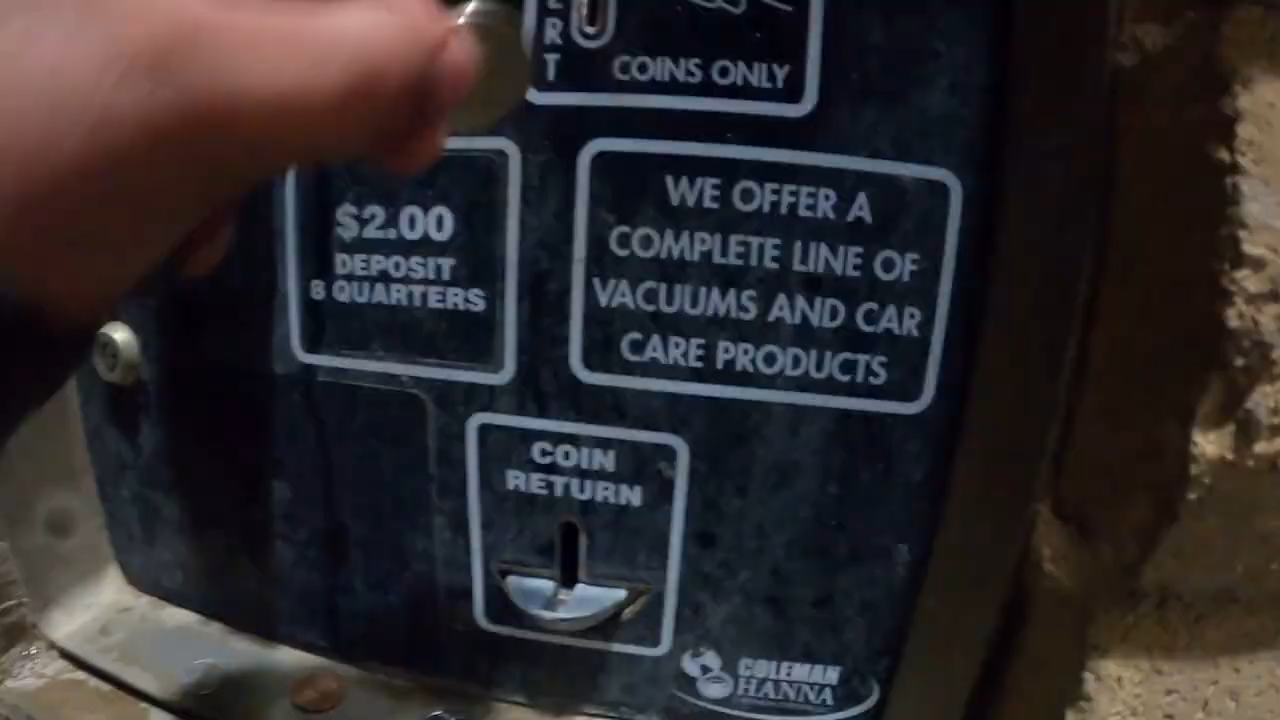 ERT
COINS ONLY
$2.00
DEPOSIT
8 QUARTERS
WE OFFER A
COMPLETE LINE OF
VACUUMS AND CAR
CARE PRODUCTS
COIN
RETURN
COLEMAN
HANNA